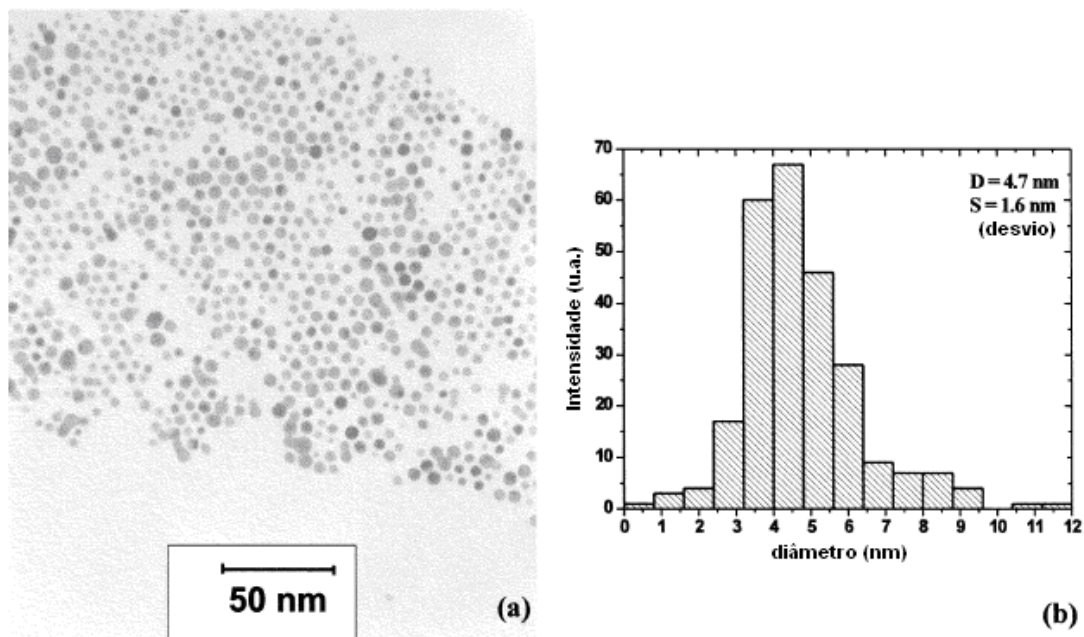 50 nm
(a)
70
60
50
40
30
20
10
0
Intensidade (u.a.)
D = 4.7 nm
S = 1.6 nm
(desvio)
0 1 2 3 4 5 6 7 8 9 10 11 12
diâmetro (nm)
(b)